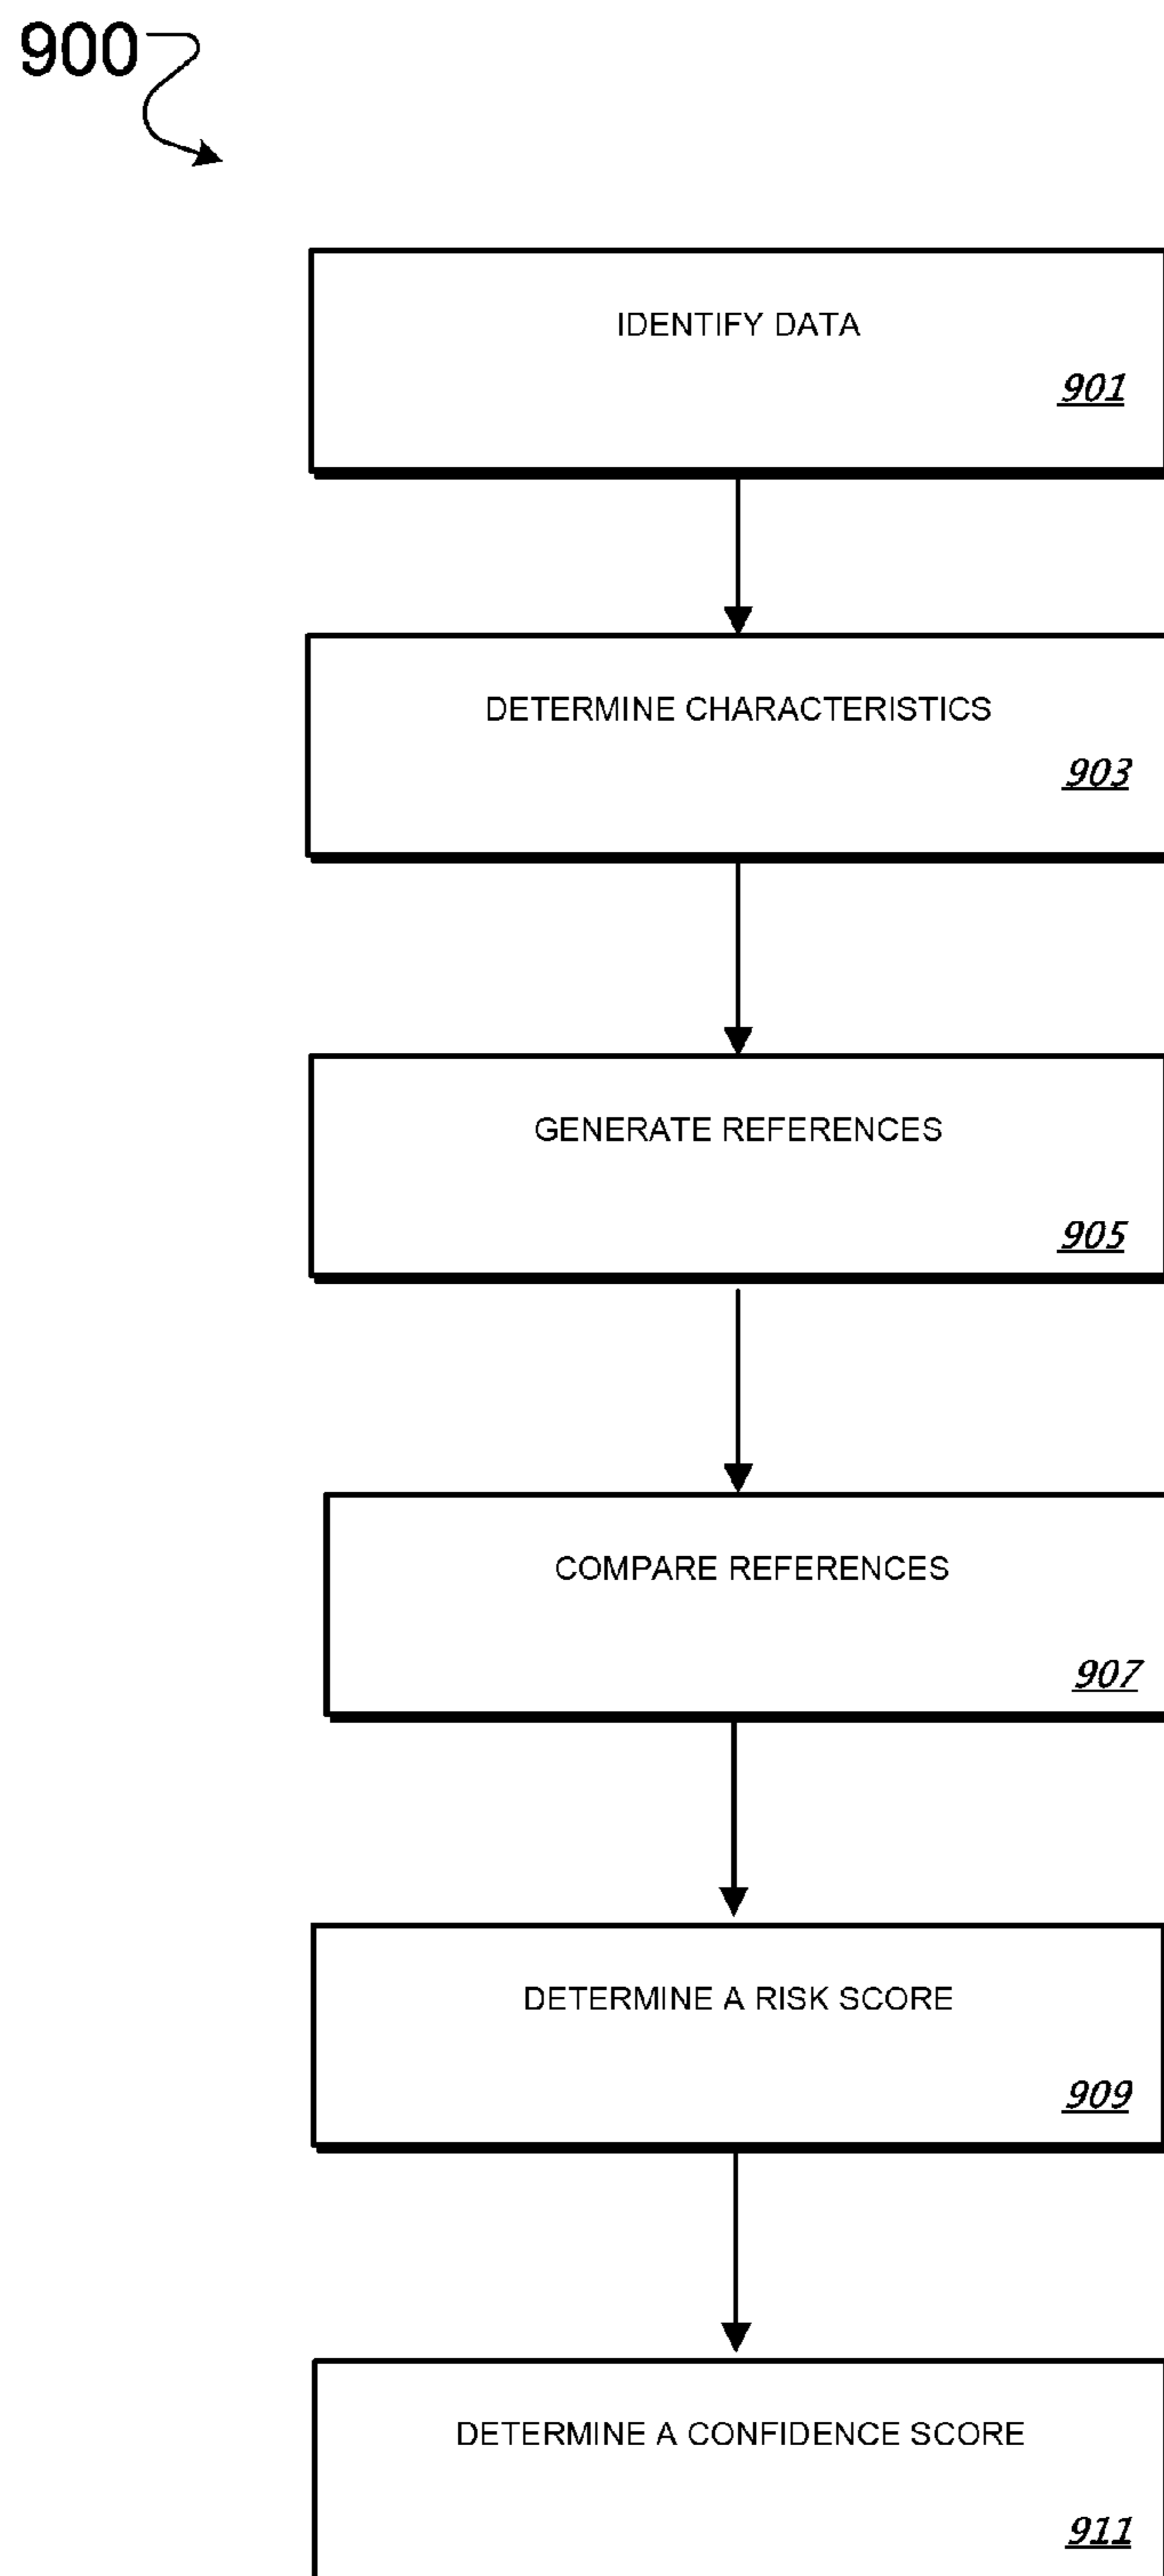 900
IDENTIFY DATA
901
DETERMINE CHARACTERISTICS
903
GENERATE REFERENCES
905
COMPARE REFERENCES
907
DETERMINE A RISK SCORE
909
DETERMINE A CONFIDENCE SCORE
911